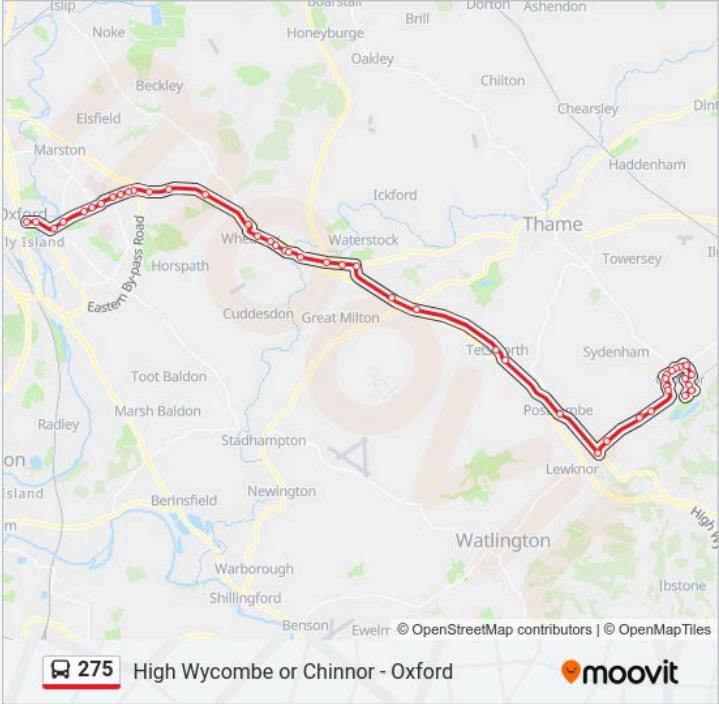 Islip
Boarstall
Dorton
Ashendon
Noke
Honeyburge
Brill
Oakley
Beckley
Chilton
Elsfield
Chearsley
Marston
Haddenham
Ickford
Oxford
Thame
Waterstock
Towersey
Horspath
Eastern By-pass Road
Cuddesdon
Great Milton
Tetsworth
Sydenham
Toot Baldon
Marsh Baldon
Radley
Stadhampton
Lewknor
Newington
Berinsfield
Island
Watlington
Warborough
Shillingford
Ibstone
Benson
Ewelm
© OpenStreetMap contributors | © OpenMapTiles
275 High Wycombe or Chinnor - Oxford
moovit